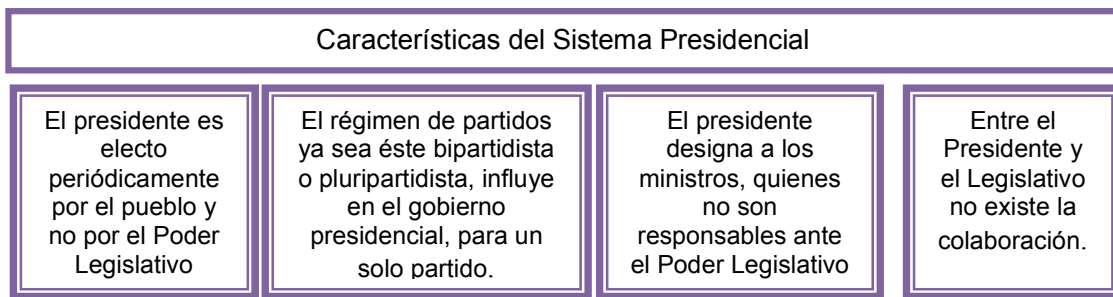 Características del Sistema Presidencial
El presidente es
electo
periódicamente
por el pueblo y
no por el Poder
Legislativo
El régimen de partidos
ya sea éste bipartidista
o pluripartidista, influye
en el gobierno
presidencial, para un
solo partido.
El presidente
designa a los
ministros, quienes
no son
responsables ante
el Poder Legislativo
Entre el
Presidente y
el Legislativo
no existe la
colaboración.